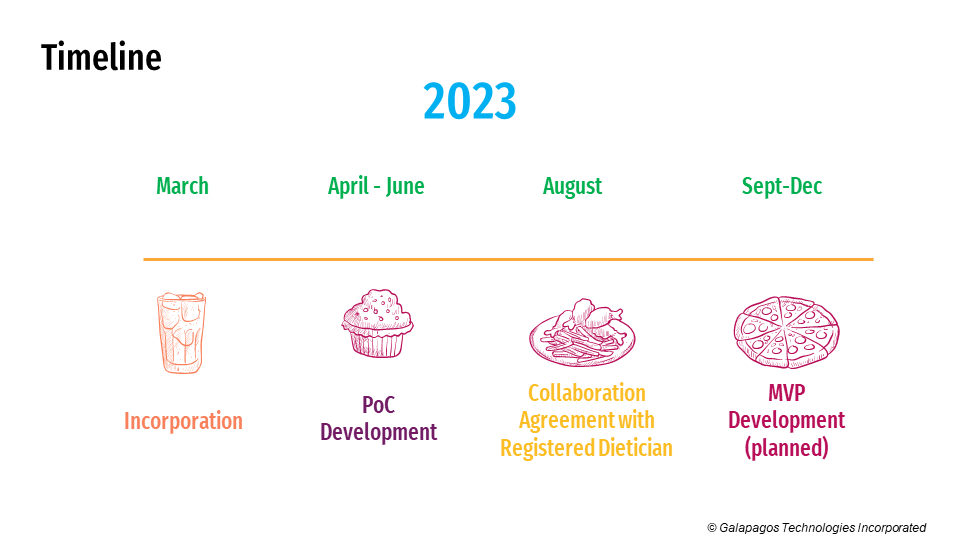 Timeline
2023
March
April - June
August
Sept-Dec
Incorporation
PoC
Development
Collaboration
Agreement with
Registered Dietician
MVP
Development
(planned)
© Galapagos Technologies Incorporated